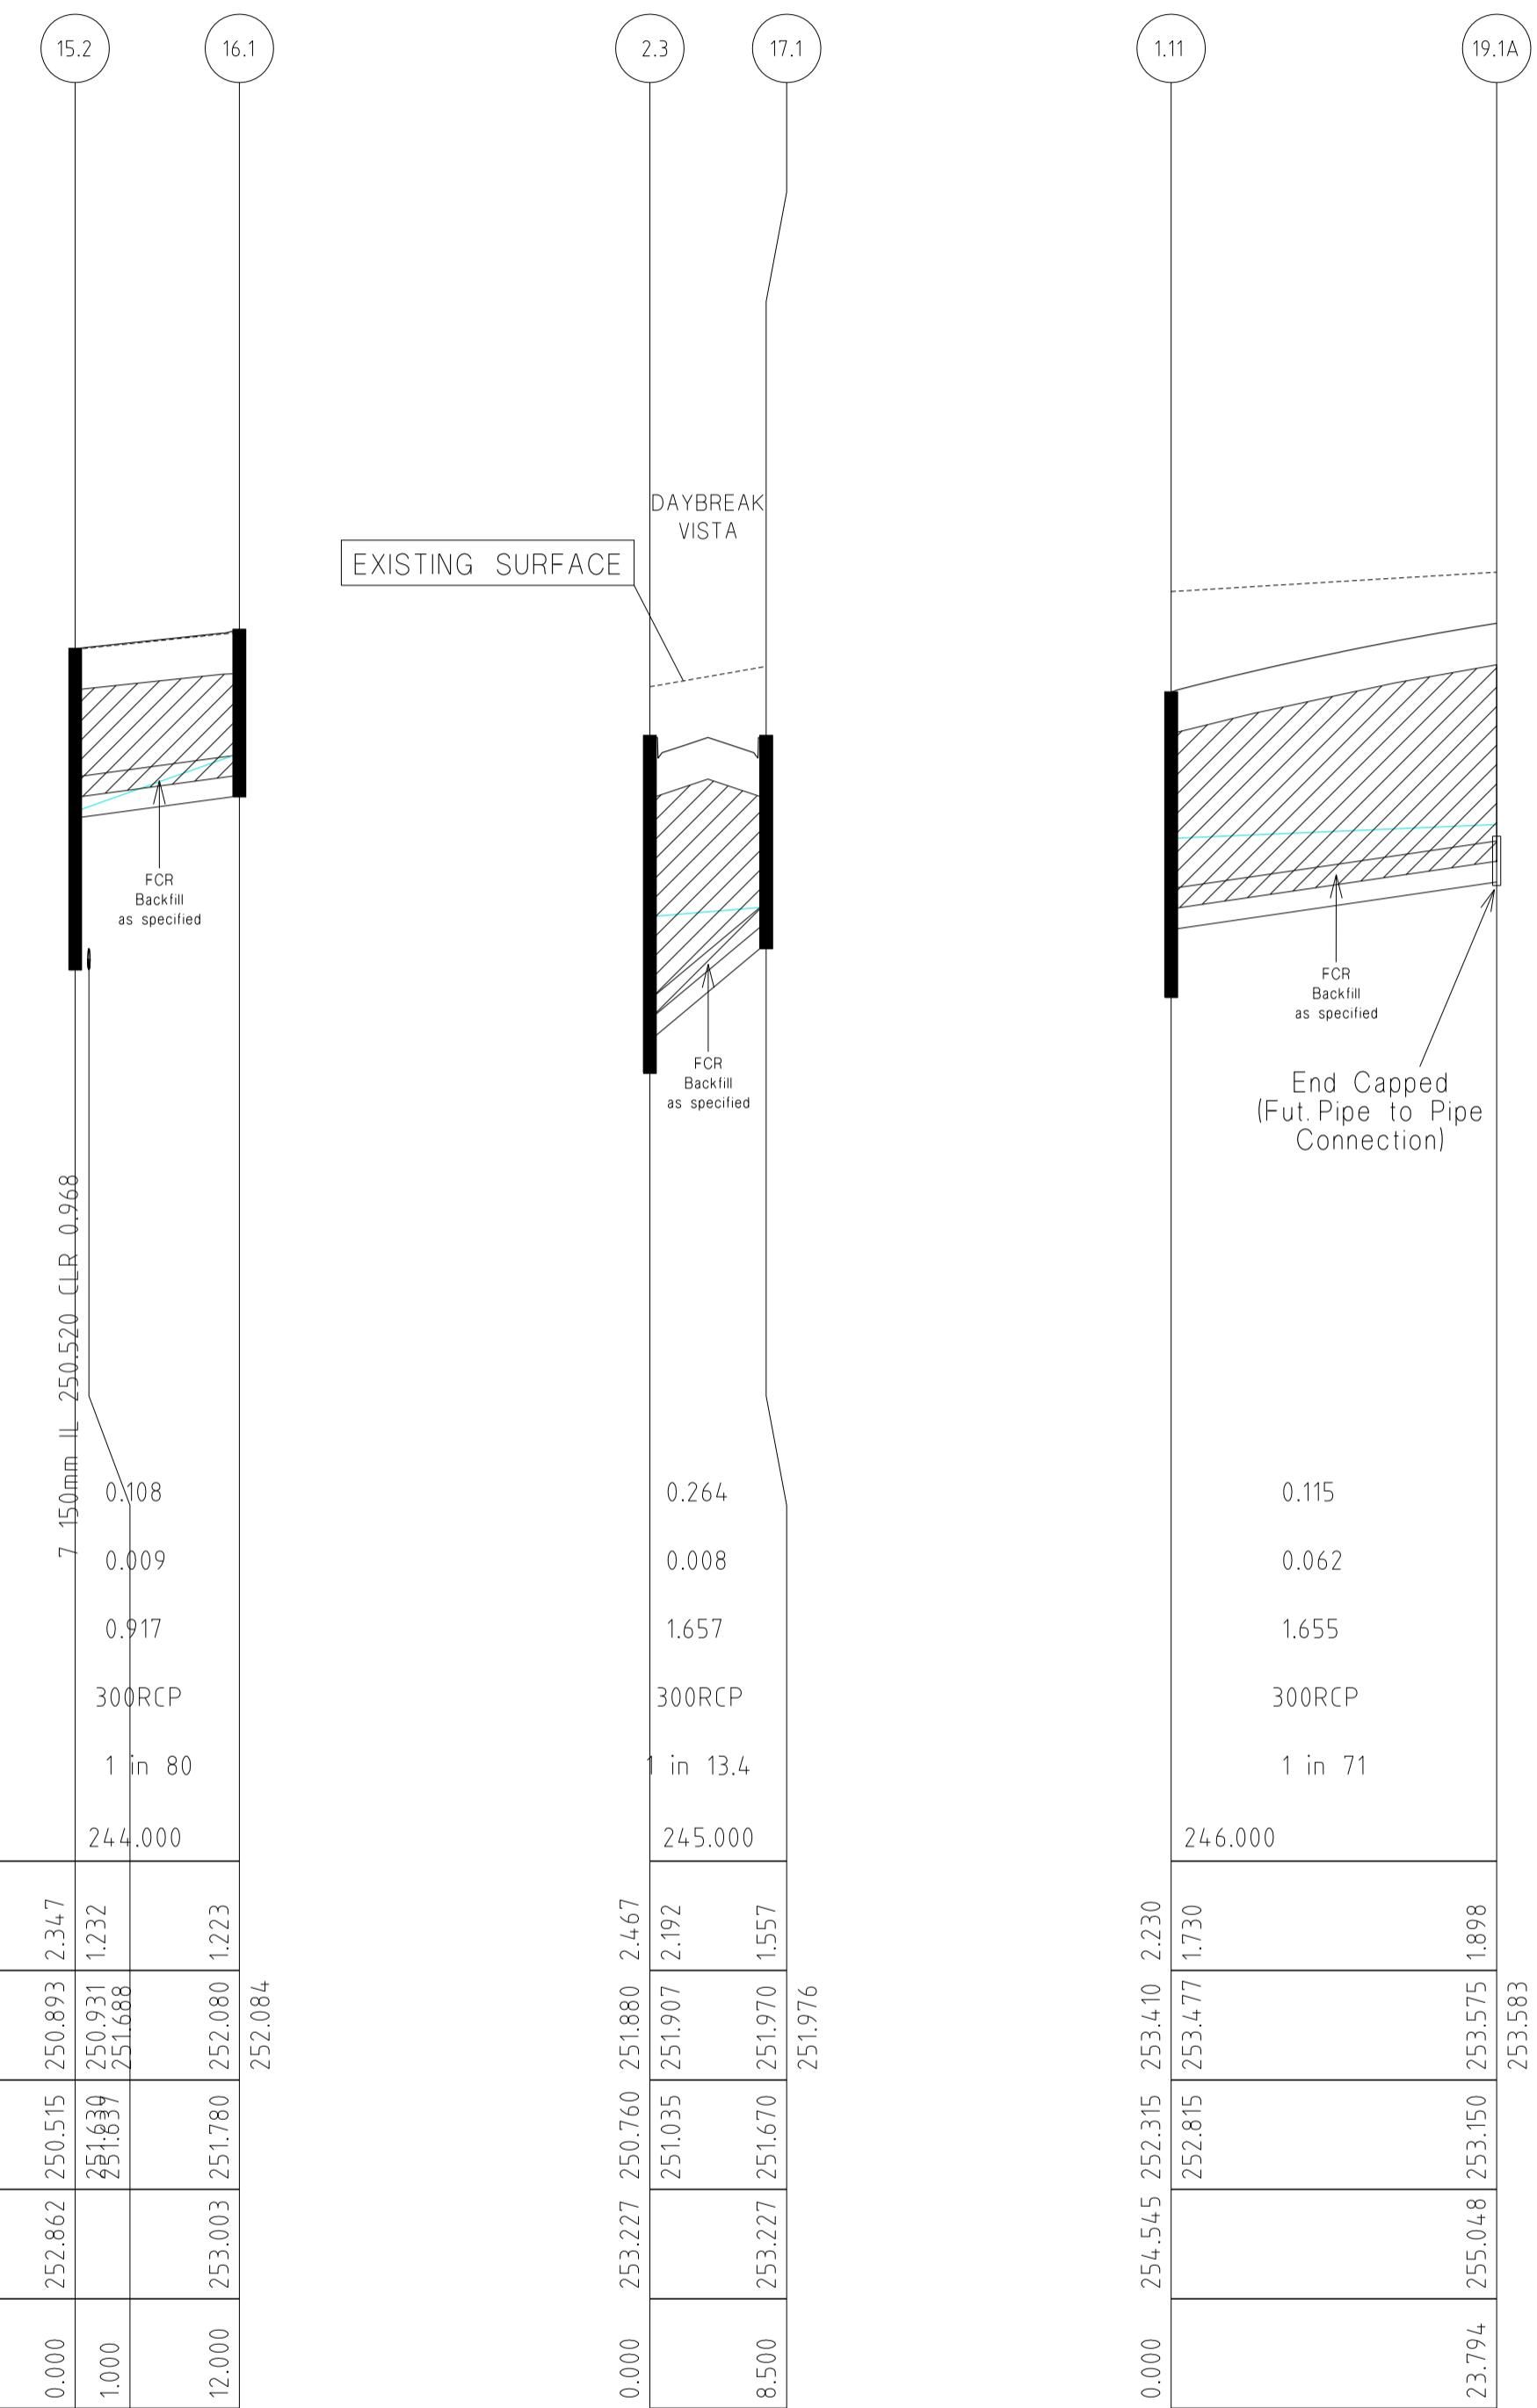 15.2
16.1
2.3
17.1
1.11
19.1A
DAYBREAK
VISTA
EXISTING SURFACE
FCR
Backfill
as specified
FCR
Backfill
as specified
FCR
Backfill
as specified
End Capped
(Fut. Pipe to Pipe
Connection)
7 150mm IL 250.520 CLR 0.968
0.108
0.264
0.115
0.009
0.008
0.062
0.917
1.657
1.655
300RCP
300RCP
300RCP
1 in 80
1 in 13.4
1 in 71
244.000
245.000
246.000
2.347
1.232
1.223
2.467
2.192
1.557
2.230
1.730
1.898
250.893
250.931
251.688
252.080
252.084
251.880
251.907
251.970
251.976
253.410
253.477
253.575
253.583
250.515
251.630
251.637
251.780
250.760
251.035
251.670
252.315
252.815
253.150
252.862
253.003
253.227
253.227
254.545
255.048
0.000
1.000
12.000
0.000
8.500
0.000
23.794